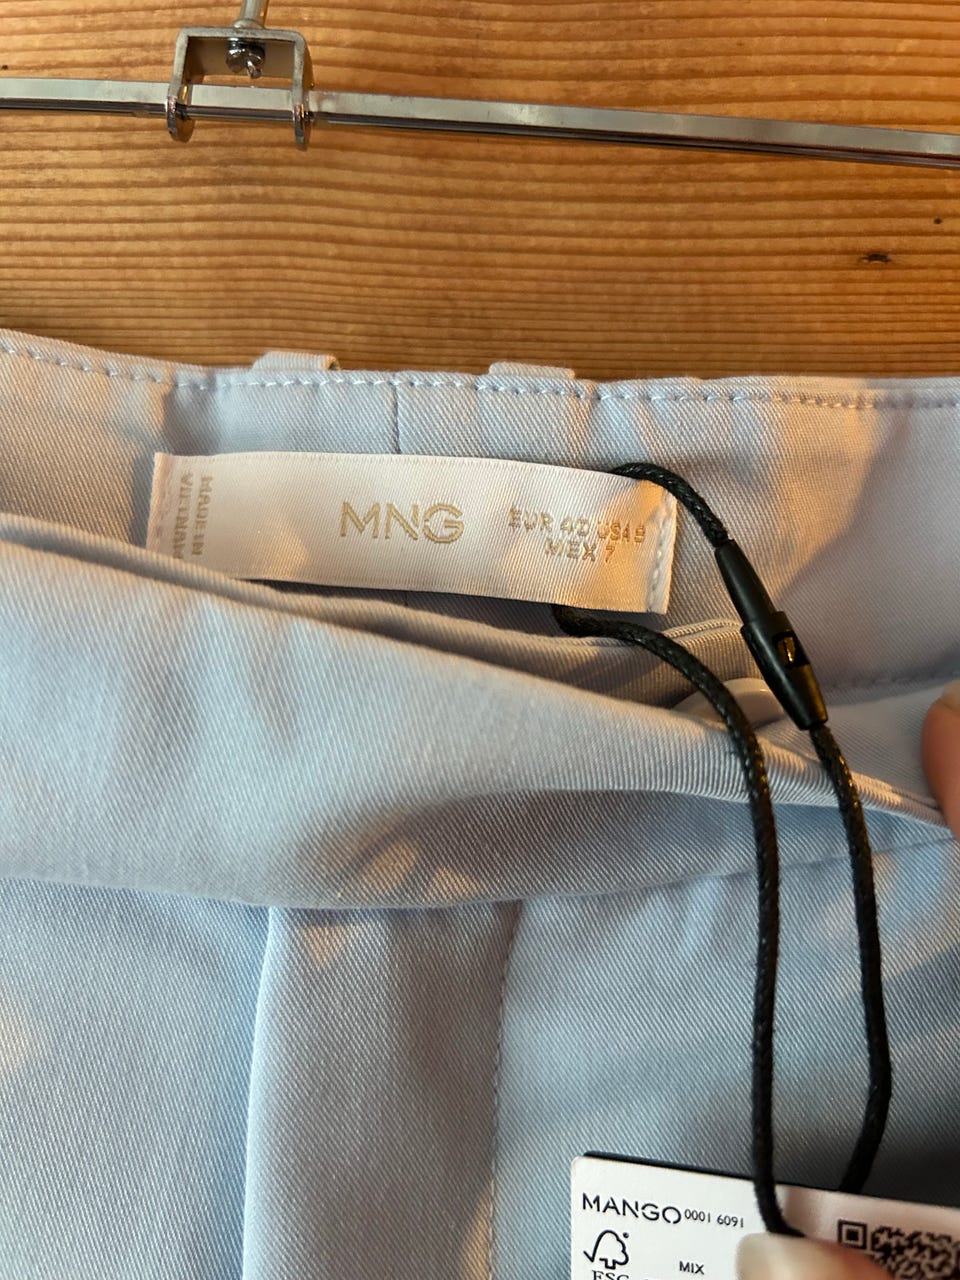 MADE IN
VIETNAM
MNG
EUR 40 USA 8
MEX 7
MANGO 0001 6091
FSC
MIX